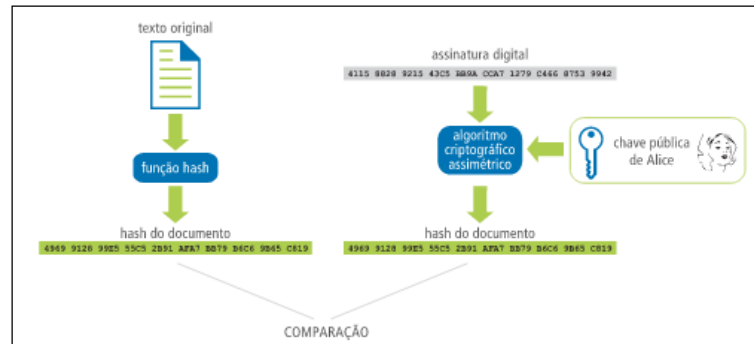 texto original
função hash
hash do documento
4969 9128 99E5 55C5 2B91 AFA7 BB79 B6C6 9B65 C819
assinatura digital
4115 8828 9215 43C5 BB9A CCA7 1279 C466 8753 9942
algoritmo
criptográfico
assimétrico
chave pública
de Alice
hash do documento
4969 9128 99E5 55C5 2B91 AFA7 BB79 B6C6 9B65 C819
COMPARAÇÃO